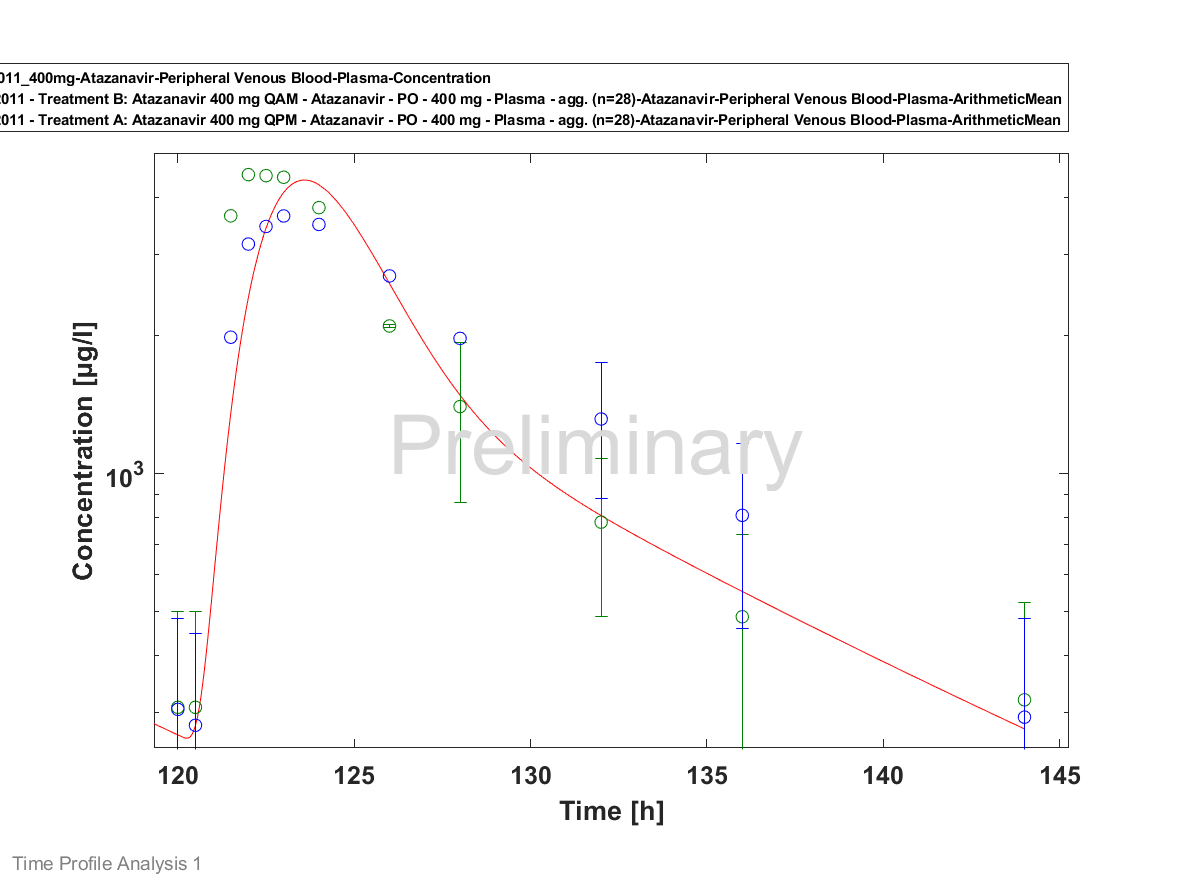 011_400mg-Atazanavir-Peripheral Venous Blood-Plasma-Concentration
2011 - Treatment B: Atazanavir 400 mg QAM - Atazanavir - PO - 400 mg - Plasma - agg. (n=28)-Atazanavir-Peripheral Venous Blood-Plasma-ArithmeticMean
2011 - Treatment A: Atazanavir 400 mg QPM - Atazanavir - PO - 400 mg - Plasma - agg. (n=28)-Atazanavir-Peripheral Venous Blood-Plasma-ArithmeticMean
Concentration [µg/l]
10³
Preliminary
120 125 130 135 140 145
Time [h]
Time Profile Analysis 1